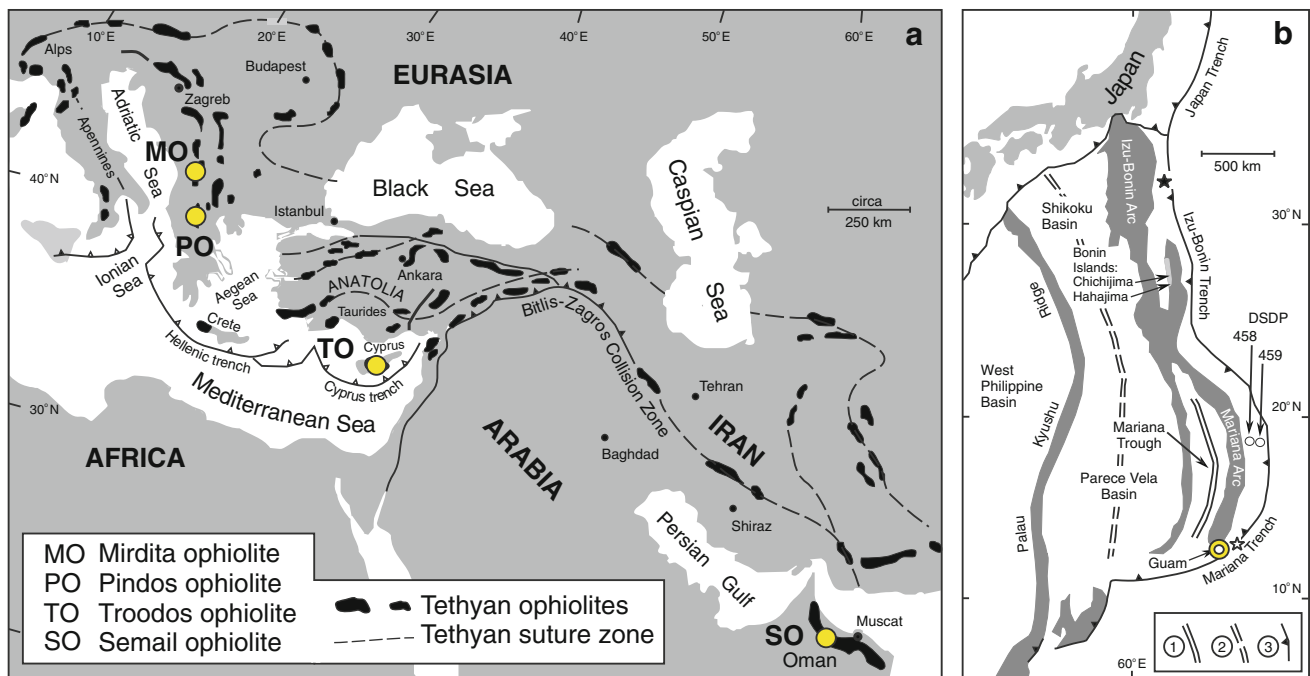 10°E
20°E
30°E
40°E
50°E
60°E
a
Alps
Budapest
EURASIA
Zagreb
Adriatic
Sea
Apennines
MO
40°N
Black Sea
Caspian
Sea
circa
250 km
Istanbul
PO
Ionian
Sea
Aegean
Sea
Ankara
ANATOLIA
Taurides
Bitlis-Zagros Collision Zone
Crete
Hellenic trench
TO
Cyprus
Cyprus trench
Mediterranean Sea
Tehran
30°N
IRAN
AFRICA
ARABIA
Baghdad
Shiraz
Persian
Gulf
SO
Muscat
Oman
MO Mirdita ophiolite
PO Pindos ophiolite
TO Troodos ophiolite
SO Semail ophiolite
Tethyan ophiolites
Tethyan suture zone
b
Japan
Japan Trench
500 km
Izu-Bonin Arc
Shikoku
Basin
30°N
Izu-Bonin Trench
Bonin
Islands:
Chichijima
Hahajima
Ridge
DSDP
458
459
West
Philippine
Basin
20°N
Kyushu
Mariana
Trough
Mariana Arc
Parece Vela
Basin
Palau
Guam
Mariana Trench
10°N
60°E
1
2
3